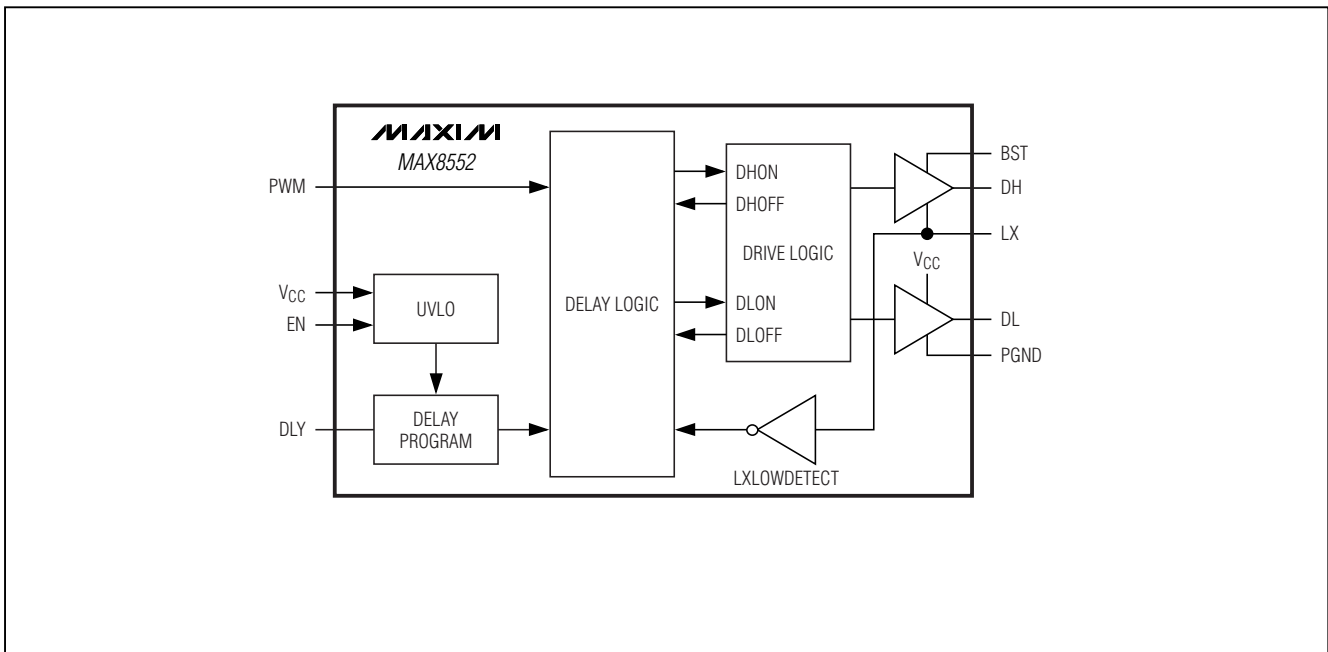 MAXIM
MAX8552
PWM
VCC
EN
DLY
UVLO
DELAY
PROGRAM
DELAY LOGIC
DHON
DHOFF
DRIVE LOGIC
DLON
DLOFF
LXLOWDETECT
BST
DH
LX
VCC
DL
PGND